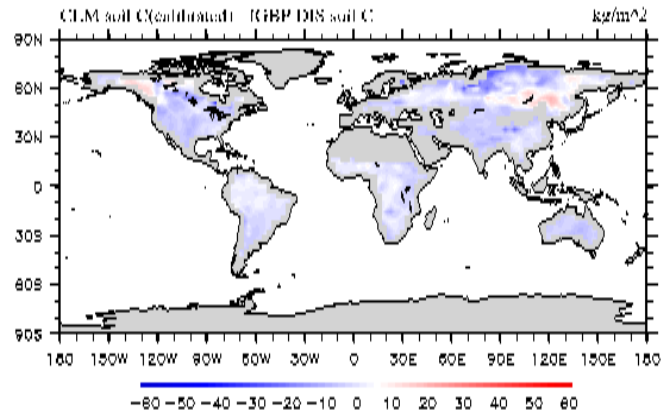 CLM soil C(calibrated) - IGBP DIS soil C kg/m^2
90N
60N
30N
0
30S
60S
90S
180 150W 120W 90W 60W 30W 0 30E 60E 90E 120E 150E 180
-60 -50 -40 -30 -20 -10 0 10 20 30 40 50 60